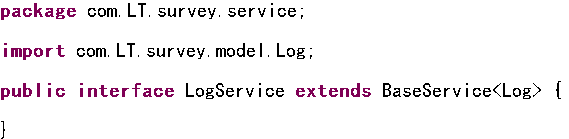 package com.LT.survey.service;
import com.LT.survey.model.Log;
public interface LogService extends BaseService<Log> {
}